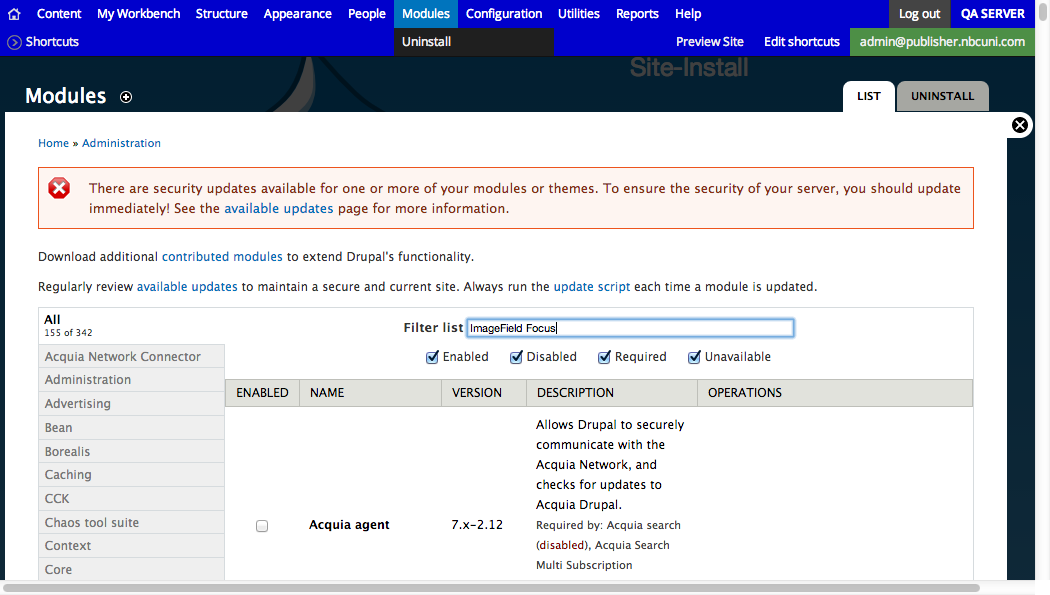 Content My Workbench Structure Appearance People Modules Configuration Utilities Reports Help Log out QA SERVER
Shortcuts Uninstall Preview Site Edit shortcuts admin@publisher.nbcuni.com
Site-Install
Modules LIST UNINSTALL
Home » Administration
There are security updates available for one or more of your modules or themes. To ensure the security of your server, you should update
immediately! See the available updates page for more information.
Download additional contributed modules to extend Drupal's functionality.
Regularly review available updates to maintain a secure and current site. Always run the update script each time a module is updated.
All
155 of 342
Filter list ImageField Focus
Enabled Disabled Required Unavailable
Acquia Network Connector
Administration
Advertising
Bean
Borealis
Caching
CCK
Chaos tool suite
Context
Core
ENABLED NAME VERSION DESCRIPTION OPERATIONS
Acquia agent 7.x-2.12
Allows Drupal to securely
communicate with the
Acquia Network, and
checks for updates to
Acquia Drupal.
Required by: Acquia search
(disabled), Acquia Search
Multi Subscription